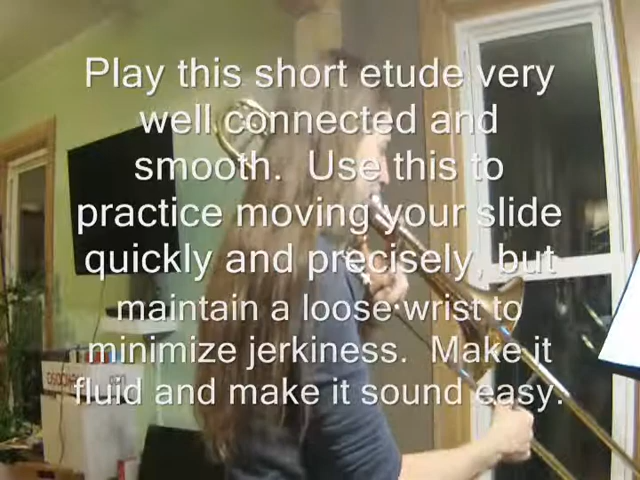 Play this short etude very
well connected and
smooth.  Use this to
practice moving your slide
quickly and precisely, but
maintain a loose wrist to
minimize jerkiness.  Make it
fluid and make it sound easy.